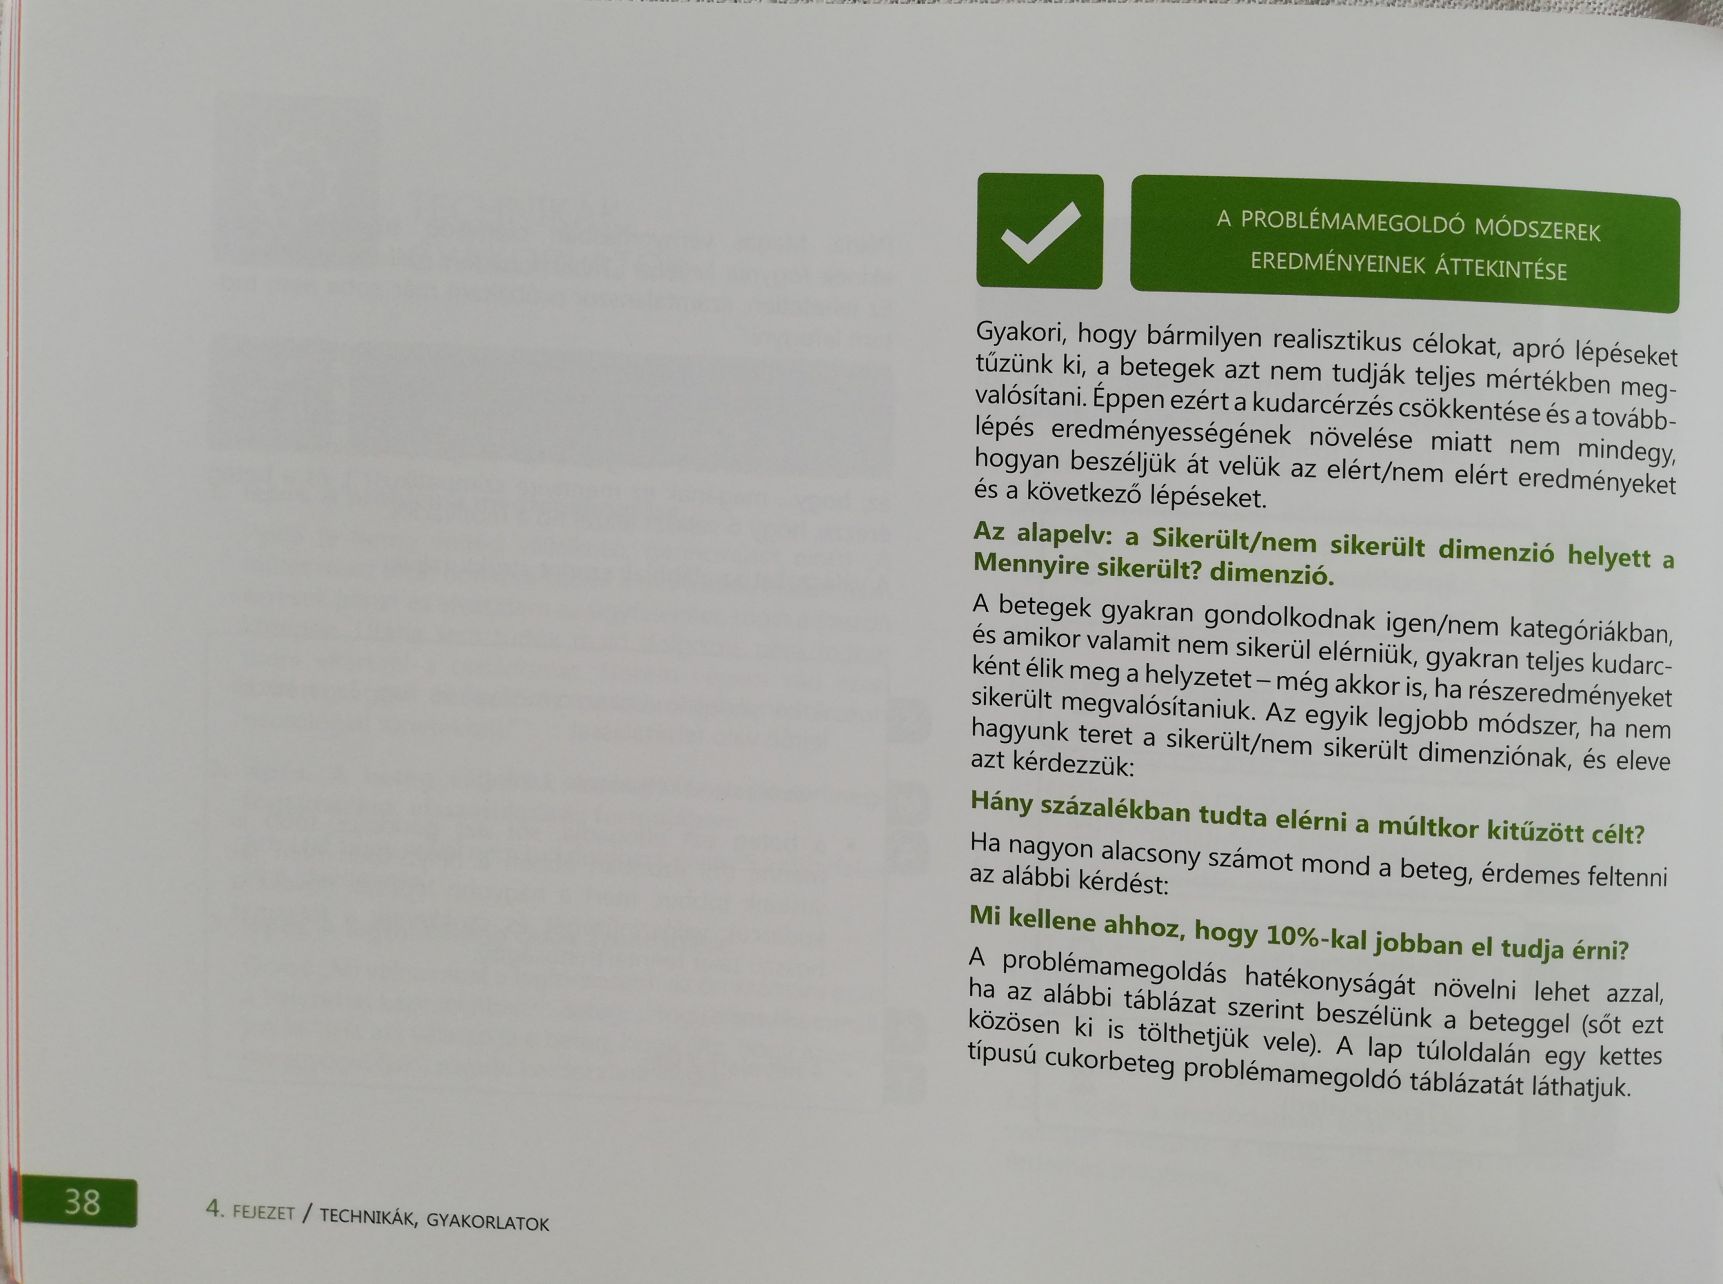 A PROBLÉMAMEGOLDÓ MÓDSZEREK
EREDMÉNYEINEK ÁTTEKINTÉSE
Gyakori, hogy bármilyen realisztikus célokat, apró lépéseket
tűzünk ki, a betegek azt nem tudják teljes mértékben meg-
valósítani. Éppen ezért a kudarcérzés csökkentése és a tovább-
lépés eredményességének növelése miatt nem mindegy,
hogyan beszéljük át velük az elért/nem elért eredményeket
és a következő lépéseket.
Az alapelv: a Sikerült/nem sikerült dimenzió helyett a
Mennyire sikerült? dimenzió.
A betegek gyakran gondolkodnak igen/nem kategóriákban,
és amikor valamit nem sikerül elérniük, gyakran teljes kudarc-
ként élik meg a helyzetet – még akkor is, ha részeredményeket
sikerült megvalósítaniuk. Az egyik legjobb módszer, ha nem
hagyunk teret a sikerült/nem sikerült dimenziónak, és eleve
azt kérdezzük:
Hány százalékban tudta elérni a múltkor kitűzött célt?
Ha nagyon alacsony számot mond a beteg, érdemes feltenni
az alábbi kérdést:
Mi kellene ahhoz, hogy 10%-kal jobban el tudja érni?
A problémamegoldás hatékonyságát növelni lehet azzal,
ha az alábbi táblázat szerint beszélünk a beteggel (sőt ezt
közösen ki is tölthetjük vele). A lap túloldalán egy kettes
típusú cukorbeteg problémamegoldó táblázatát láthatjuk.
38
4. FEJEZET / TECHNIKÁK, GYAKORLATOK